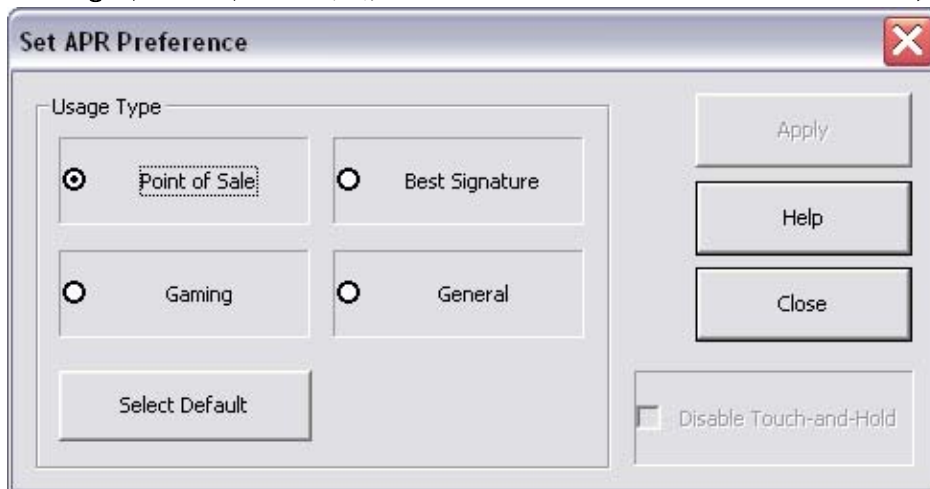 Set APR Preference
Usage Type
Point of Sale
Best Signature
Gaming
General
Select Default
Apply
Help
Close
Disable Touch-and-Hold